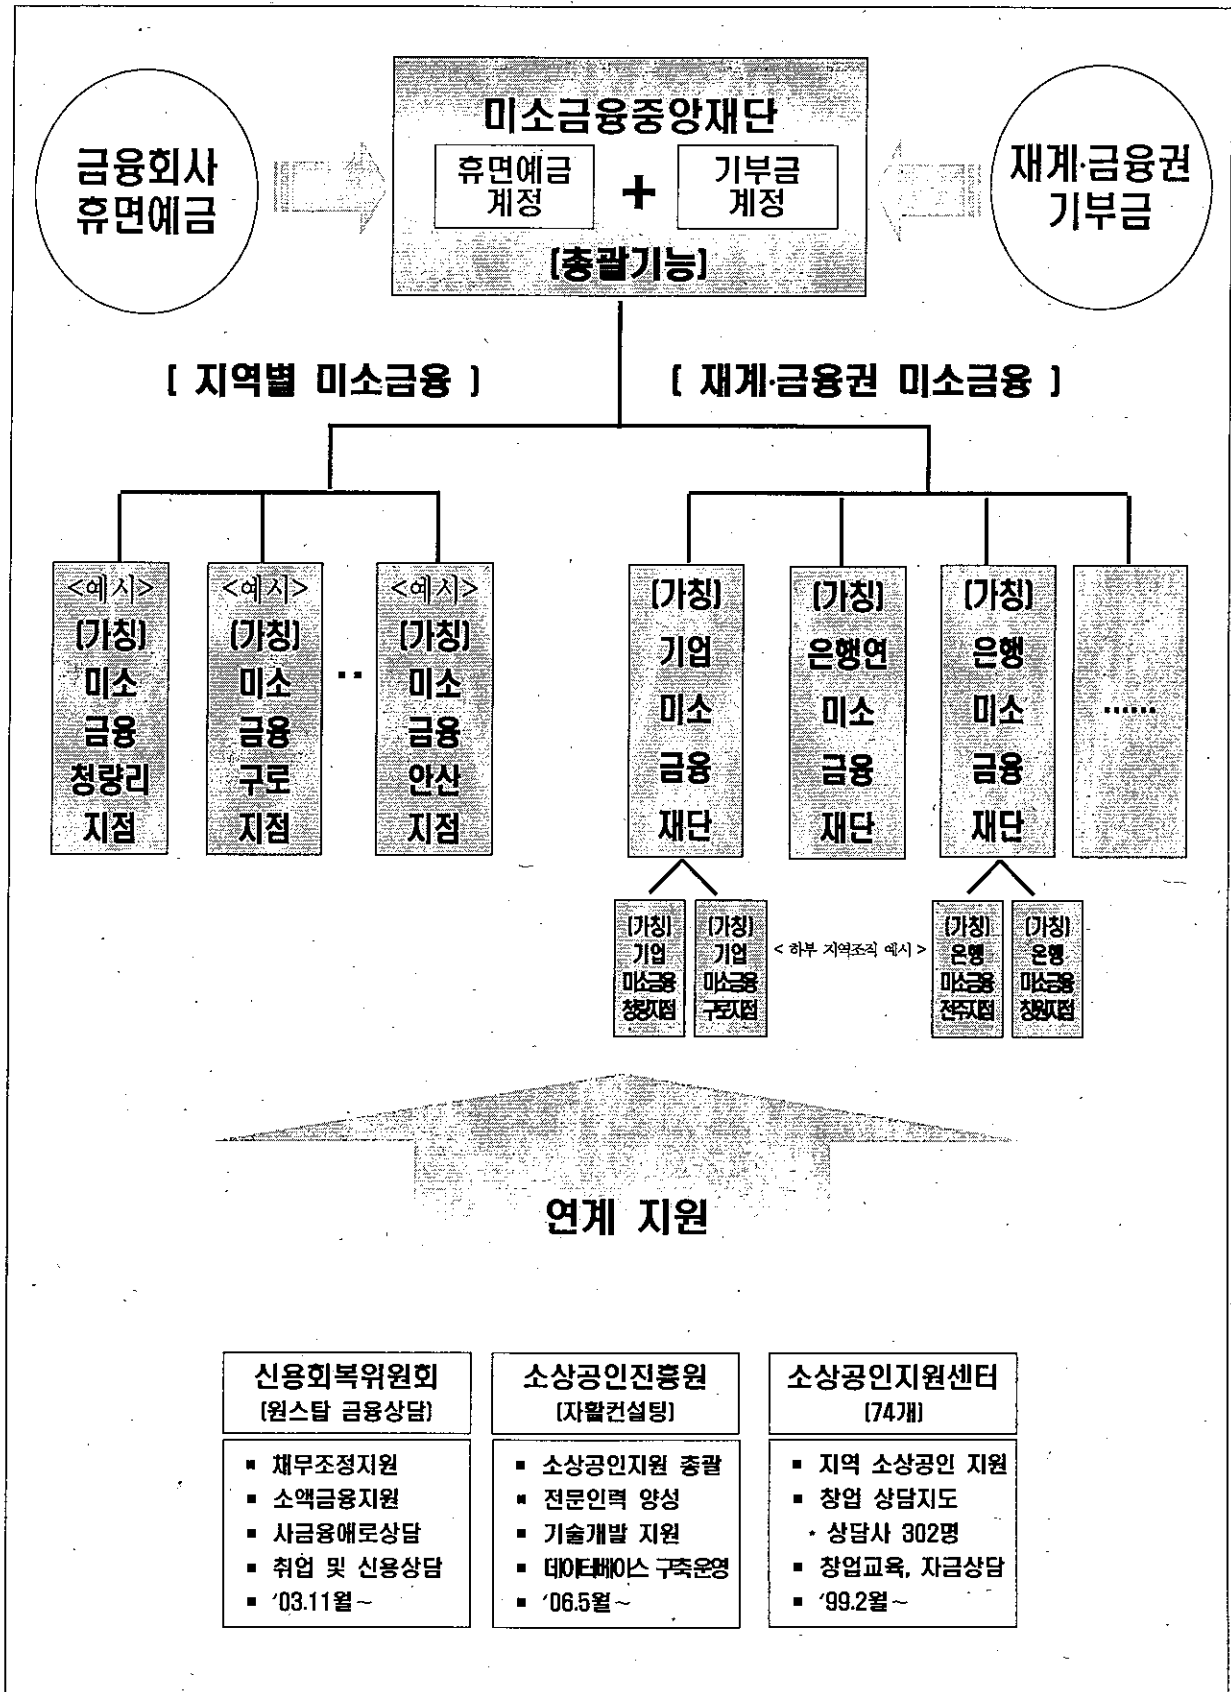 금융회사
휴면예금
미소금융중앙재단
휴면예금
계정
+
기부금
계정
[총괄기능]
재계·금융권
기부금
[ 지역별 미소금융 ]
[ 재계·금융권 미소금융 ]
<예시>
(가칭)
미소
금융
청량리
지점
<예시>
(가칭)
미소
금융
구로
지점
..
<예시>
(가칭)
미소
금융
안산
지점
(가칭)
기업
미소
금융
재단
(가칭)
은행연
미소
금융
재단
(가칭)
은행
미소
금융
재단
......
(가칭)
기업
미소금융
청량지점
(가칭)
기업
미소금융
구로지점
< 하부 지역조직 예시 >
(가칭)
은행
미소금융
전주지점
(가칭)
은행
미소금융
창원지점
연계 지원
신용회복위원회
(원스탑 금융상담)
▪ 채무조정지원
▪ 소액금융지원
▪ 사금융애로상담
▪ 취업 및 신용상담
▪ '03.11월~
소상공인진흥원
(자활컨설팅)
▪ 소상공인지원 총괄
▪ 전문인력 양성
▪ 기술개발 지원
▪ 데이터베이스 구축운영
▪ '06.5월~
소상공인지원센터
(74개)
▪ 지역 소상공인 지원
▪ 창업 상담지도
* 상담사 302명
▪ 창업교육, 자금상담
▪ '99.2월~